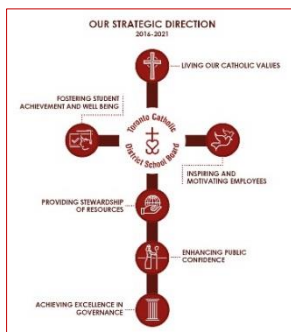 OUR STRATEGIC DIRECTION
2016-2021
LIVING OUR CATHOLIC VALUES
FOSTERING STUDENT
ACHIEVEMENT AND WELL BEING
Toronto Catholic
District School Board
INSPIRING AND
MOTIVATING EMPLOYEES
PROVIDING STEWARDSHIP
OF RESOURCES
ENHANCING PUBLIC
CONFIDENCE
ACHIEVING EXCELLENCE IN
GOVERNANCE